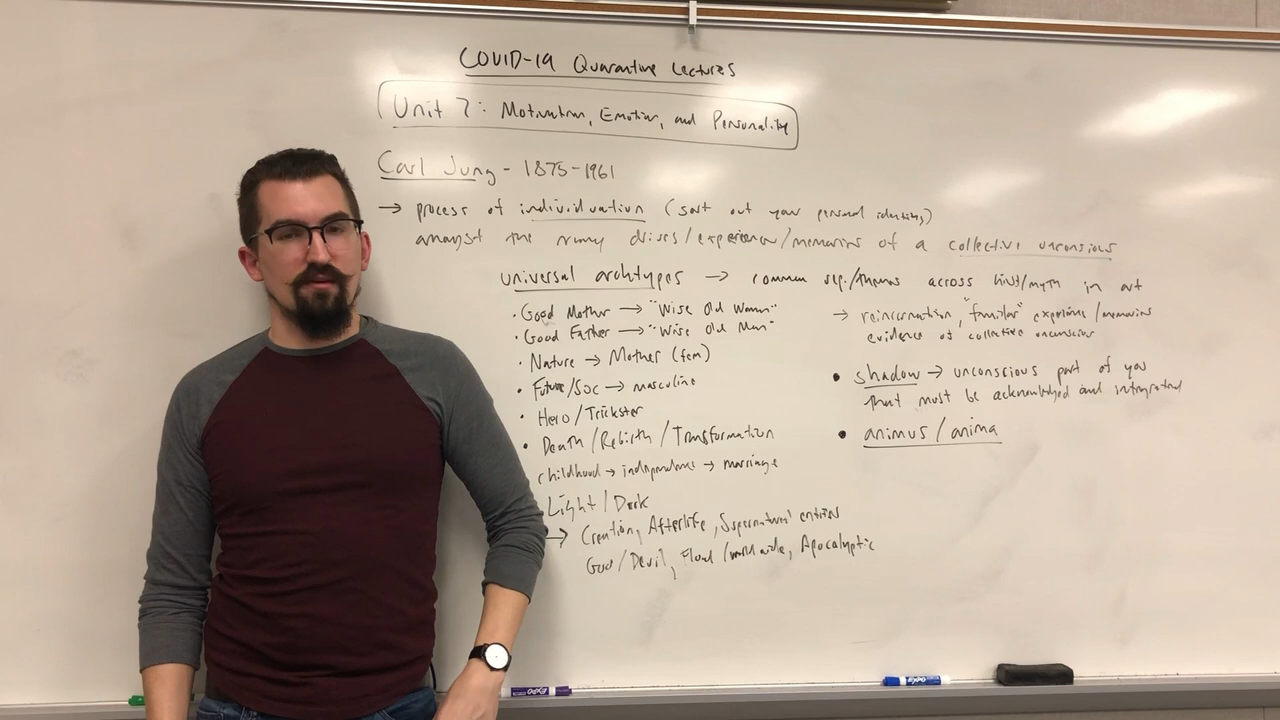 COVID-19 Quarantine Lectures
Unit 7: Motivation, Emotion, and Personality
Carl Jung - 1875-1961
→ process of individuation (sort out your personal identity)
amongst the many drives/experiences/memories of a collective unconscious
universal archtypes → common rep./themes across hist/myth in art
· Good Mother → "Wise Old Woman"
· Good Father → "Wise Old Man"
· Nature → Mother (fem)
· Future/Soc → masculine
· Hero/Trickster
· Death/Rebirth/Transformation
childhood → independence → marriage
Light/Dark
→ Creation, Afterlife, Supernatural entities
God/Devil, Flood/worldwide, Apocalyptic
→ reincarnation, "familiar" experience/memories
evidence of collective unconscious
• shadow → unconscious part of you
that must be acknowledged and integrated
• animus/anima
EXPO
EXPO